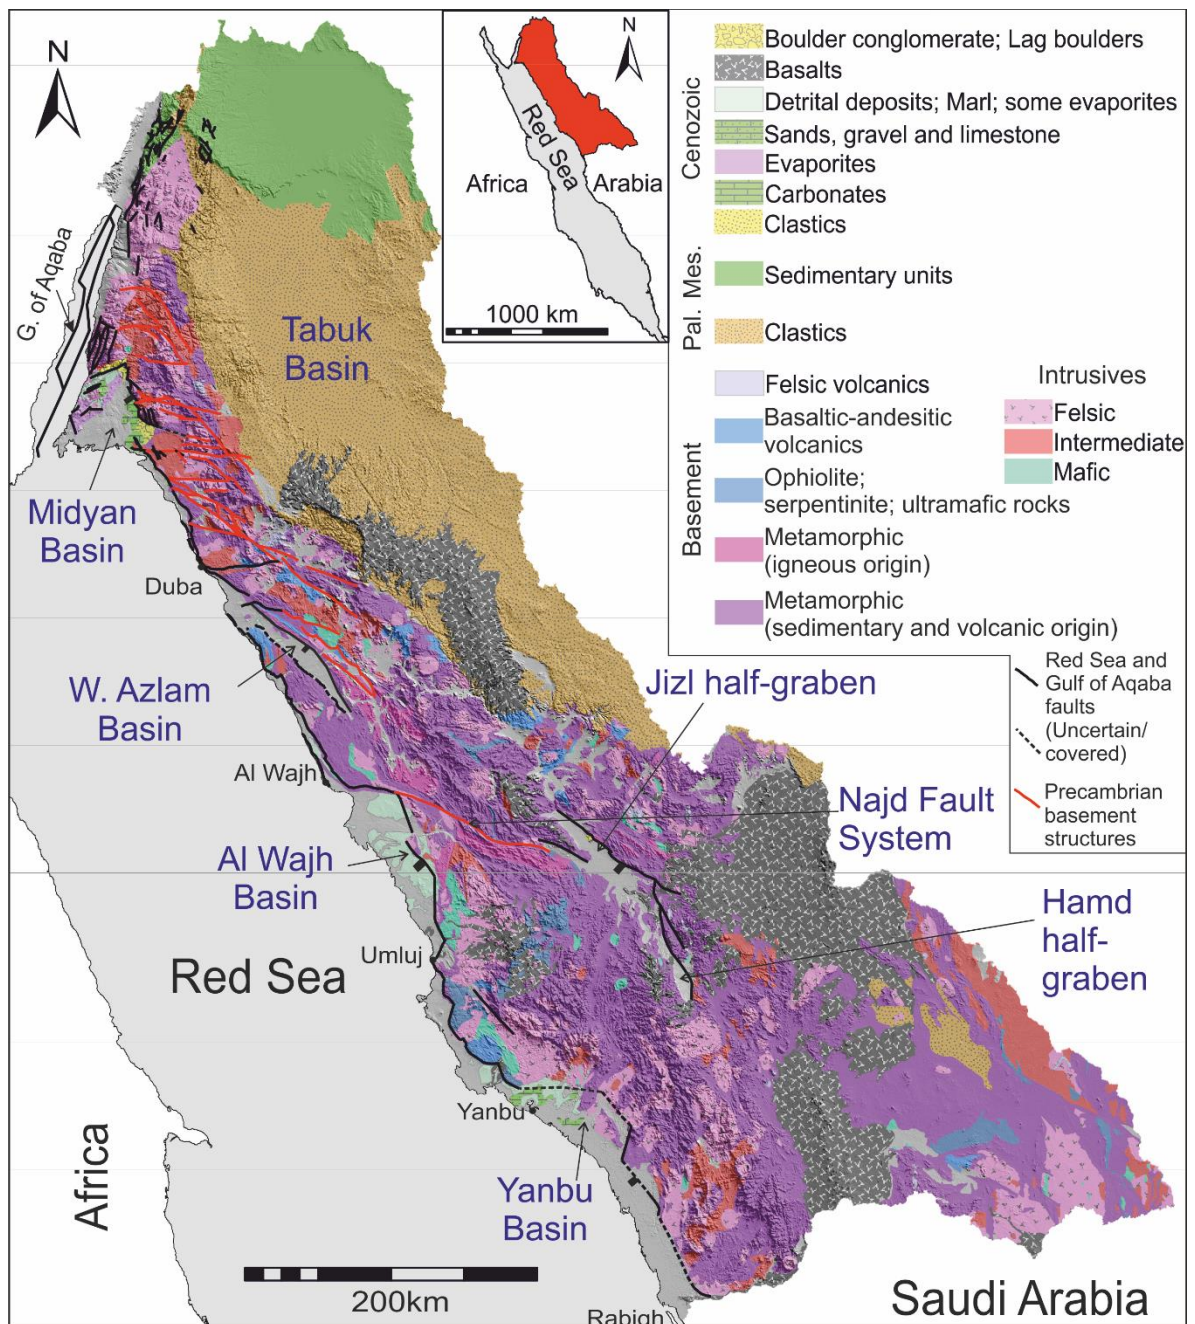 N
G. of Aqaba
Tabuk
Basin
Midyan
Basin
Duba
W. Azlam
Basin
Al Wajh
Al Wajh
Basin
Umluj
Red Sea
Yanbu
Yanbu
Basin
Africa
200km
Rabigh
Saudi Arabia
Jizl half-graben
Najd Fault
System
Hamd
half-
graben
N
Red Sea
Africa
Arabia
1000 km
Cenozoic
Boulder conglomerate; Lag boulders
Basalts
Detrital deposits; Marl; some evaporites
Sands, gravel and limestone
Evaporites
Carbonates
Clastics
Mes.
Sedimentary units
Pal.
Clastics
Basement
Felsic volcanics
Basaltic-andesitic
volcanics
Ophiolite;
serpentinite; ultramafic rocks
Metamorphic
(igneous origin)
Metamorphic
(sedimentary and volcanic origin)
Intrusives
Felsic
Intermediate
Mafic
Red Sea and
Gulf of Aqaba
faults
(Uncertain/
covered)
Precambrian
basement
structures